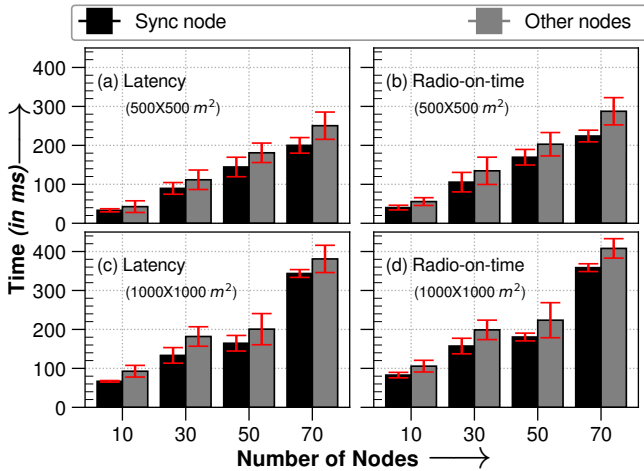 Sync node Other nodes
(a) Latency
(500X500 m²)
(b) Radio-on-time
(500X500 m²)
400
300
200
100
0
Time (in ms)
(c) Latency
(1000X1000 m²)
(d) Radio-on-time
(1000X1000 m²)
400
300
200
100
0
10 30 50 70 10 30 50 70
Number of Nodes